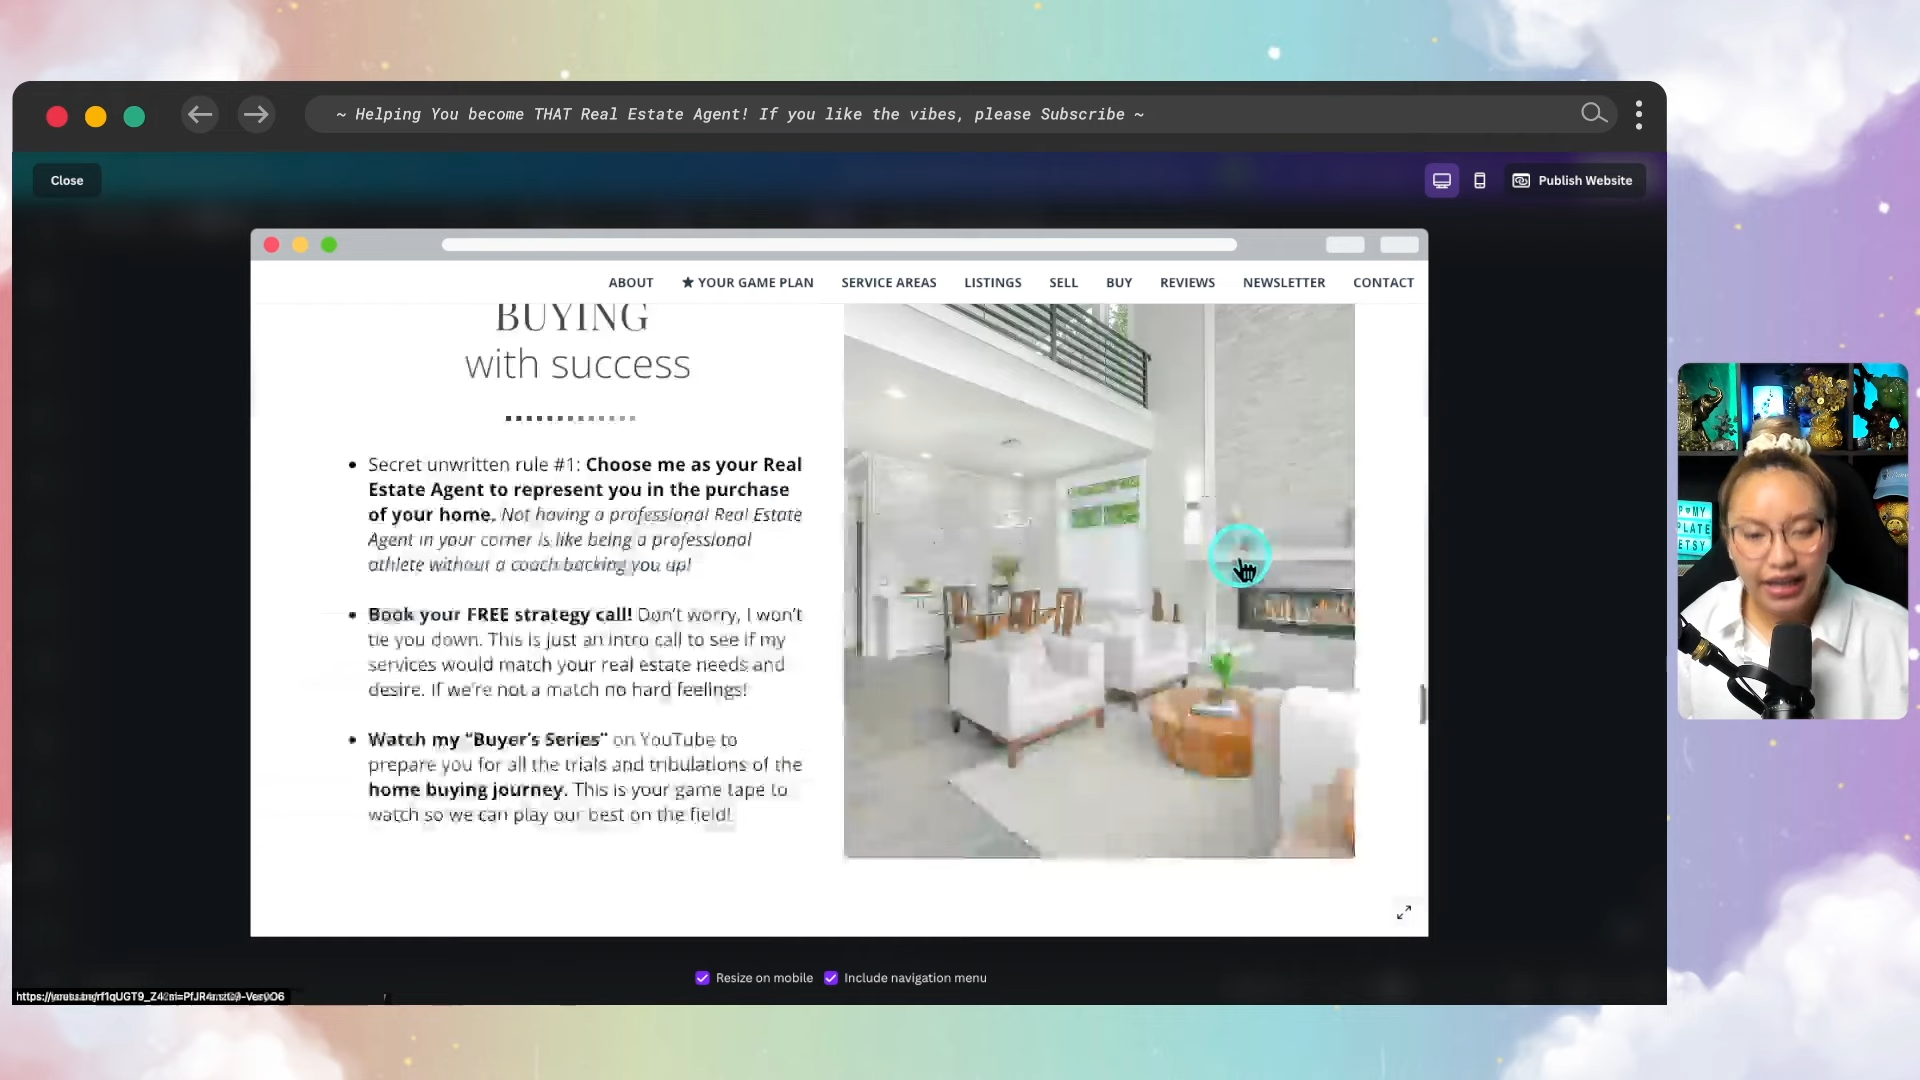 ~ Helping You become THAT Real Estate Agent! If you like the vibes, please Subscribe ~
Close
Publish Website
ABOUT
★ YOUR GAME PLAN
SERVICE AREAS
LISTINGS
SELL
BUY
REVIEWS
NEWSLETTER
CONTACT
BUYING
with success
• Secret unwritten rule #1: Choose me as your Real
Estate Agent to represent you in the purchase
of your home. Not having a professional Real Estate
Agent in your corner is like being a professional
athlete without a coach backing you up!
• Book your FREE strategy call! Don't worry, I won't
tie you down. This is just an intro call to see if my
services would match your real estate needs and
desire. If we're not a match no hard feelings!
• Watch my "Buyer's Series" on YouTube to
prepare you for all the trials and tribulations of the
home buying journey. This is your game tape to
watch so we can play our best on the field!
Resize on mobile
Include navigation menu
PLATE
ETSY